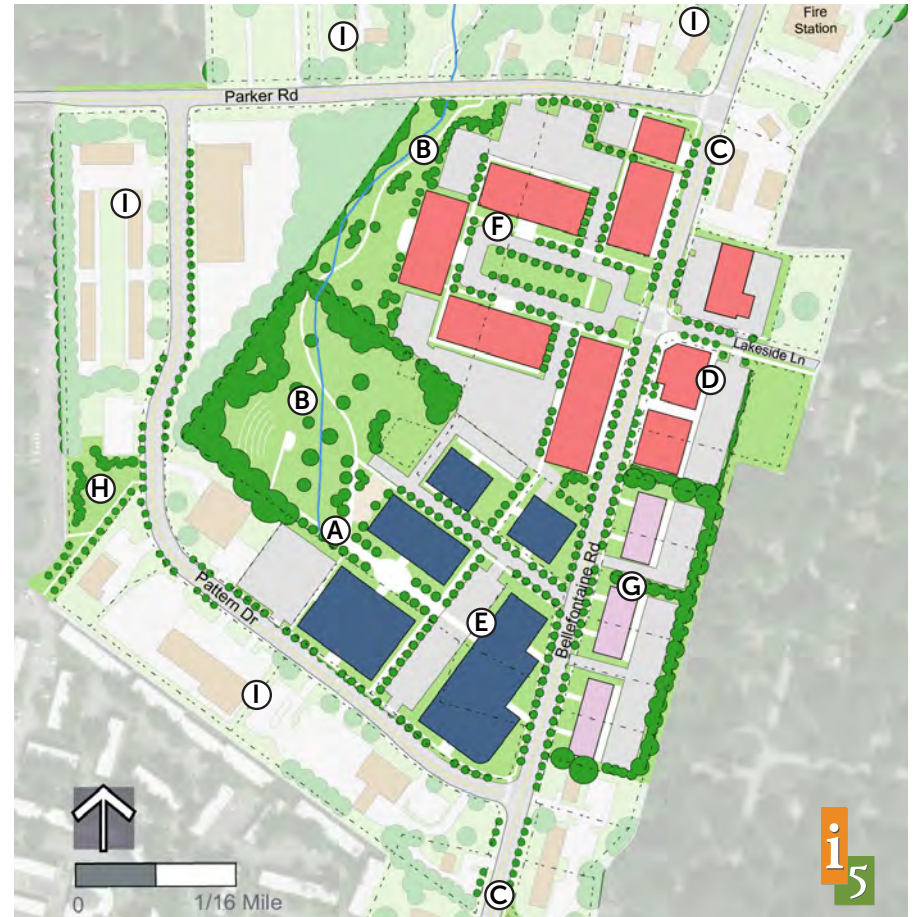 I
I
Fire
Station
Parker Rd
B
C
I
F
Lakeside Ln
D
B
H
A
Bellefontaine Rd
G
Pattern Dr
E
I
0
1/16 Mile
C
i
5